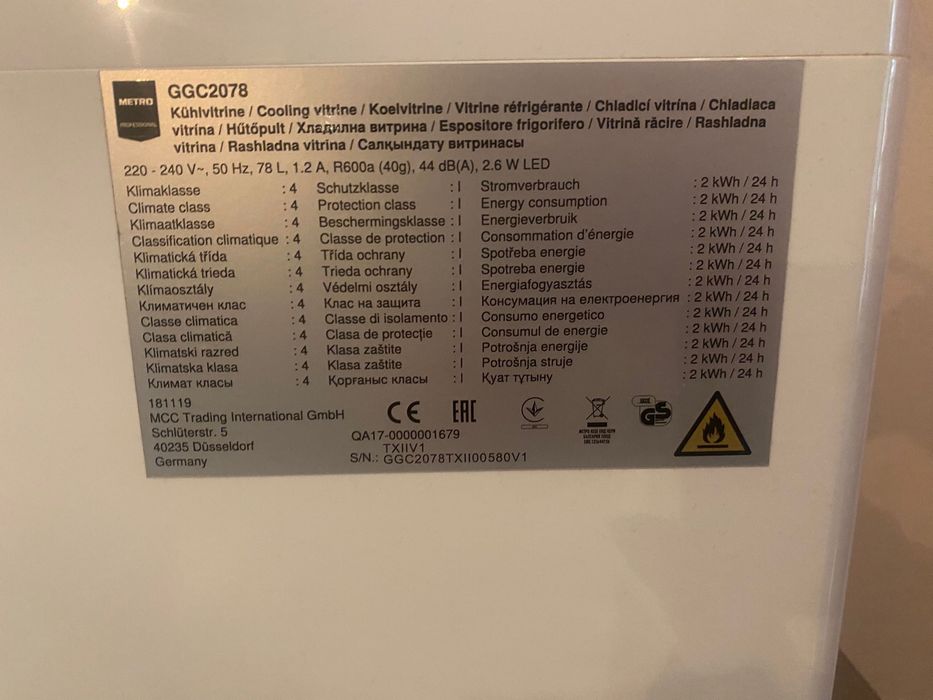 METRO
PROFESSIONAL
GGC2078
Kühlvitrine / Cooling vitrine / Koelvitrine / Vitrine réfrigérante / Chladící vitrína / Chladiaca
vitrína / Hűtőpult / Хладилна витрина / Espositore frigorifero / Vitrină răcire / Rashladna
vitrina / Rashladna vitrina / Салқындату витринасы
220 - 240 V~, 50 Hz, 78 L, 1.2 A, R600a (40g), 44 dB(A), 2.6 W LED
Klimaklasse : 4 Schutzklasse : I Stromverbrauch : 2 kWh / 24 h
Climate class : 4 Protection class : I Energy consumption : 2 kWh / 24 h
Klimaatklasse : 4 Beschermingsklasse : I Energieverbruik : 2 kWh / 24 h
Classification climatique : 4 Classe de protection : I Consommation d'énergie : 2 kWh / 24 h
Klimatická třída : 4 Třída ochrany : I Spotřeba energie : 2 kWh / 24 h
Klimatická trieda : 4 Trieda ochrany : I Spotreba energie : 2 kWh / 24 h
Klímaosztály : 4 Védelmi osztály : I Energiafogyasztás : 2 kWh / 24 h
Климатичен клас : 4 Клас на защита : I Консумация на електроенергия : 2 kWh / 24 h
Classe climatica : 4 Classe di isolamento : I Consumo energetico : 2 kWh / 24 h
Clasa climatică : 4 Clasa de protecție : I Consumul de energie : 2 kWh / 24 h
Klimatski razred : 4 Klasa zaštite : I Potrošnja energije : 2 kWh / 24 h
Klimatska klasa : 4 Klasa zaštite : I Potrošnja struje : 2 kWh / 24 h
Климат класы : 4 Қорғаныс класы : I Қуат тұтыну : 2 kWh / 24 h
181119
MCC Trading International GmbH
Schlüterstr. 5
40235 Düsseldorf
Germany
CE EAC
GS
QA17-0000001679
TXIIV1
S/N.: GGC2078TXII00580V1